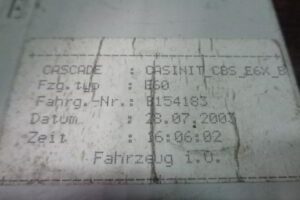 CASCADE : CASINIT_CBS_E6X_B
Fzg.typ : E60
Fahrg.-Nr.: B154183
Datum : 28.07.2003
Zeit : 16:06:02
Fahrzeug i.O.